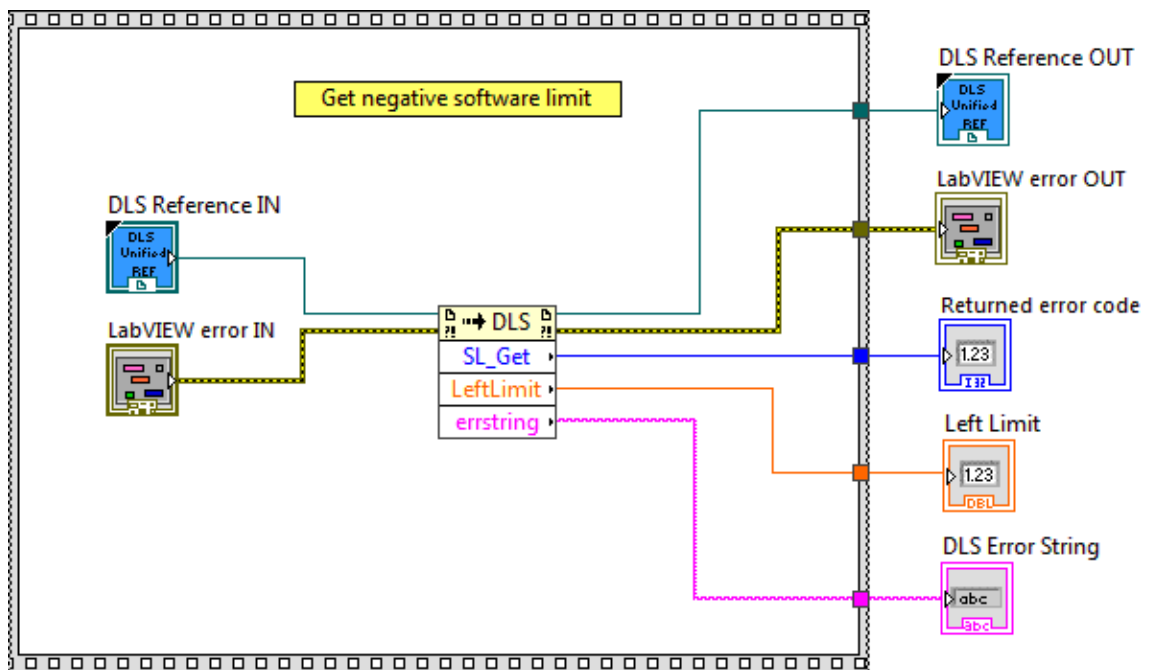 DLS Reference OUT
DLS
Unified
REF
Get negative software limit
LabVIEW error OUT
DLS Reference IN
DLS
Unified
REF
LabVIEW error IN
DLS
SL_Get
LeftLimit
errstring
Returned error code
1.23
I32
Left Limit
1.23
DBL
DLS Error String
abc
abc